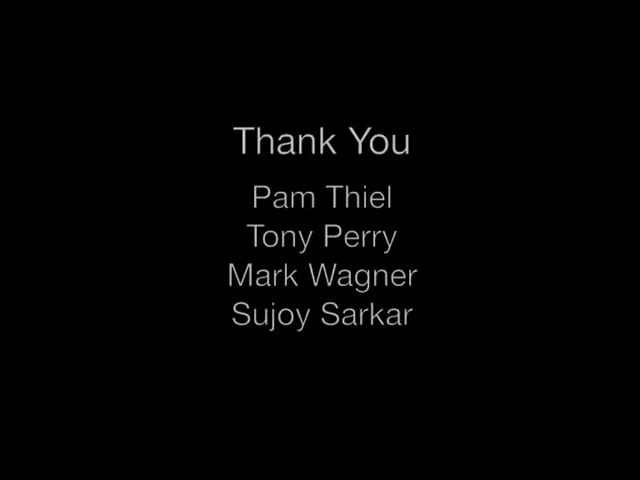 Thank You
Pam Thiel
Tony Perry
Mark Wagner
Sujoy Sarkar